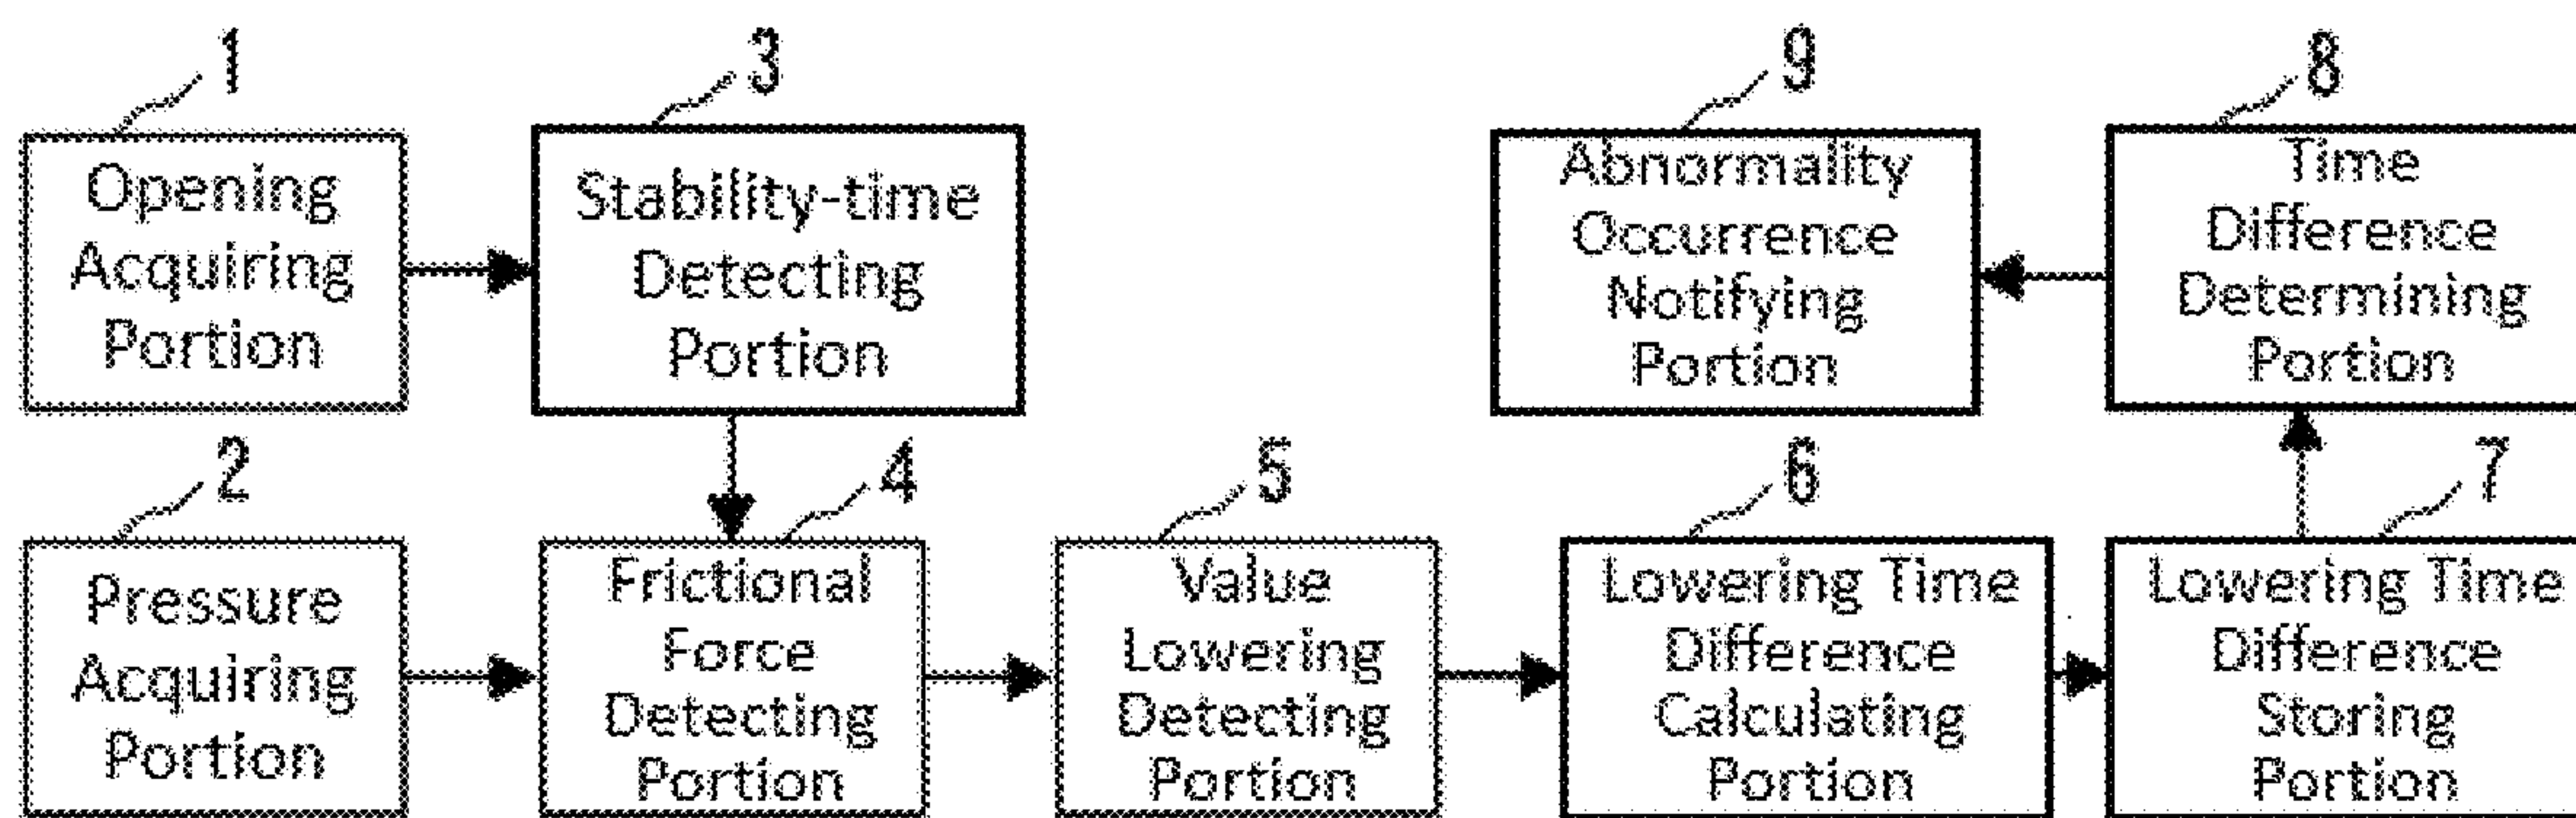 1
Opening
Acquiring
Portion
3
Stability-time
Detecting
Portion
9
Abnormality
Occurrence
Notifying
Portion
8
Time
Difference
Determining
Portion
2
Pressure
Acquiring
Portion
4
Frictional
Force
Detecting
Portion
5
Value
Lowering
Detecting
Portion
6
Lowering Time
Difference
Calculating
Portion
7
Lowering Time
Difference
Storing
Portion